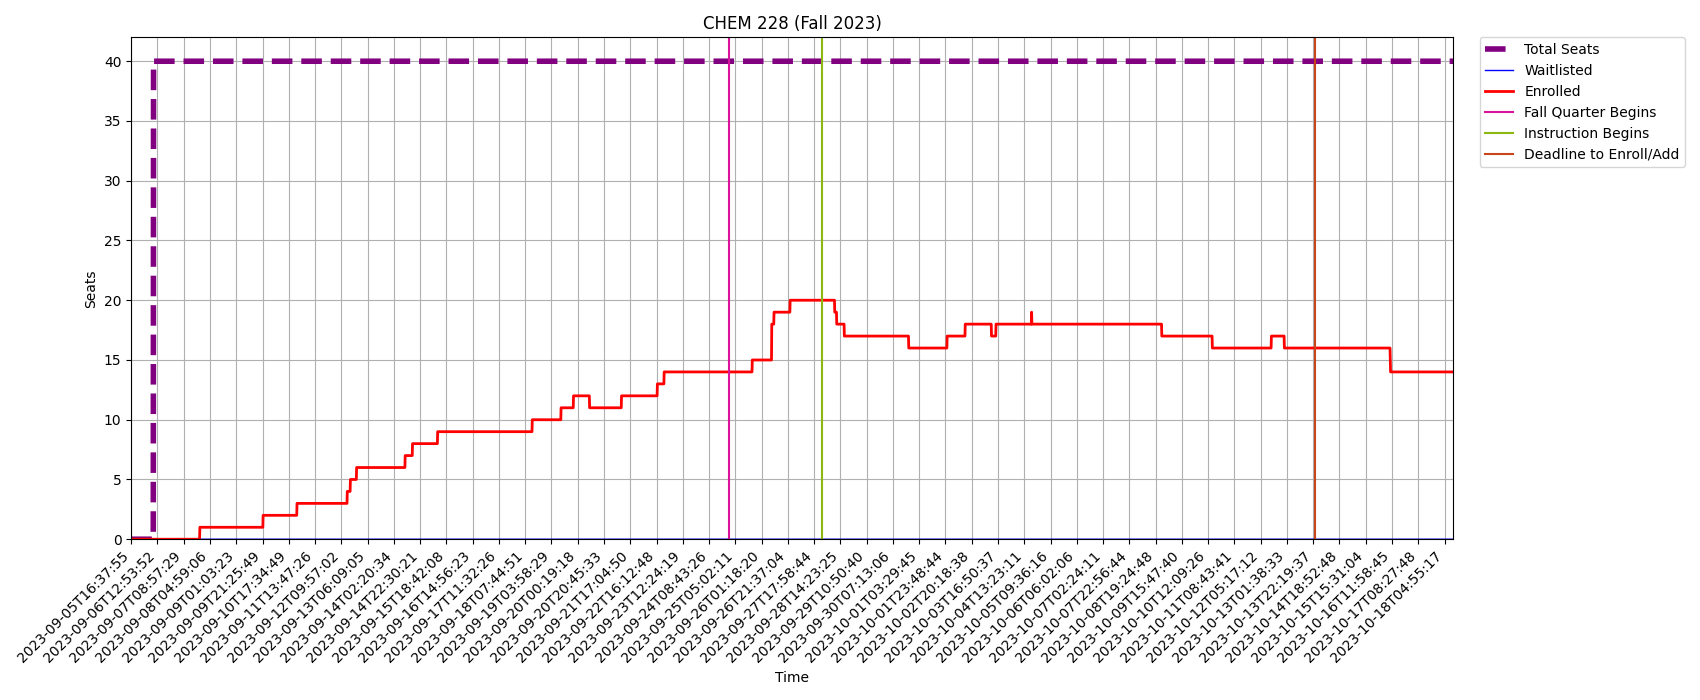 CHEM 228 (Fall 2023)
Total Seats
Waitlisted
Enrolled
Fall Quarter Begins
Instruction Begins
Deadline to Enroll/Add
Seats
40
35
30
25
20
15
10
5
0
2023-09-05T16:37:55
2023-09-06T12:53:52
2023-09-07T08:57:29
2023-09-08T04:59:06
2023-09-09T01:03:23
2023-09-09T21:25:49
2023-09-10T17:34:49
2023-09-11T13:47:26
2023-09-12T09:57:02
2023-09-13T06:09:05
2023-09-14T02:20:34
2023-09-14T22:30:21
2023-09-15T18:42:08
2023-09-16T14:56:23
2023-09-17T11:32:26
2023-09-18T07:44:51
2023-09-19T03:58:29
2023-09-20T00:19:18
2023-09-20T20:45:33
2023-09-21T17:04:50
2023-09-22T16:12:48
2023-09-23T12:24:19
2023-09-24T08:43:26
2023-09-25T05:02:11
2023-09-26T01:18:20
2023-09-26T21:37:04
2023-09-27T17:58:44
2023-09-28T14:23:25
2023-09-29T10:50:40
2023-09-30T07:13:06
2023-10-01T03:29:45
2023-10-01T23:48:44
2023-10-02T20:18:38
2023-10-03T16:50:37
2023-10-04T13:23:11
2023-10-05T09:36:16
2023-10-06T06:02:06
2023-10-07T02:24:11
2023-10-07T22:56:44
2023-10-08T19:24:48
2023-10-09T15:47:40
2023-10-10T12:09:26
2023-10-11T08:43:41
2023-10-12T05:17:12
2023-10-13T01:38:33
2023-10-13T22:19:37
2023-10-14T18:52:48
2023-10-15T15:31:04
2023-10-16T11:58:45
2023-10-17T08:27:48
2023-10-18T04:55:17
Time